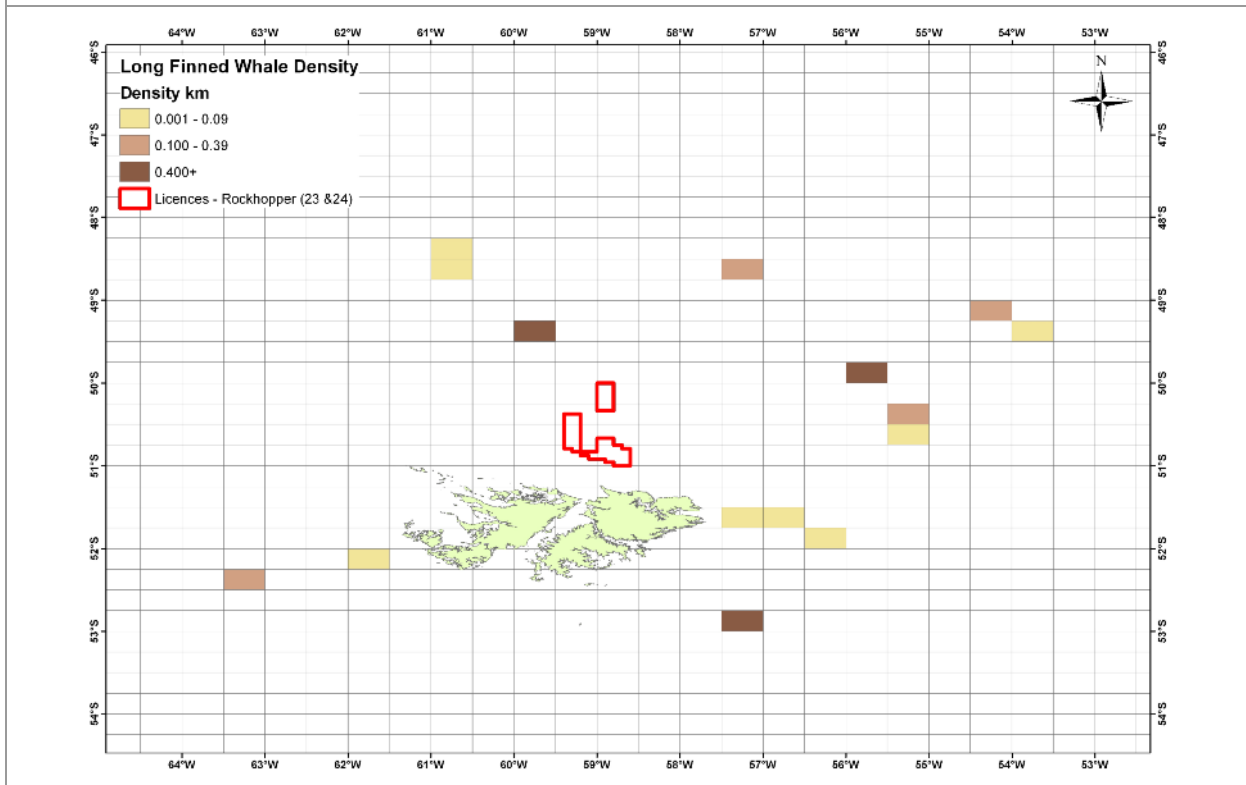 64°W 63°W 62°W 61°W 60°W 59°W 58°W 57°W 56°W 55°W 54°W 53°W
46°S 46°S
Long Finned Whale Density
N
Density km
0.001 - 0.09
0.100 - 0.39
47°S 47°S
0.400+
Licences - Rockhopper (23 &24)
48°S 48°S
49°S 49°S
50°S 50°S
51°S 51°S
52°S 52°S
53°S 53°S
54°S 54°S
64°W 63°W 62°W 61°W 60°W 59°W 58°W 57°W 56°W 55°W 54°W 53°W